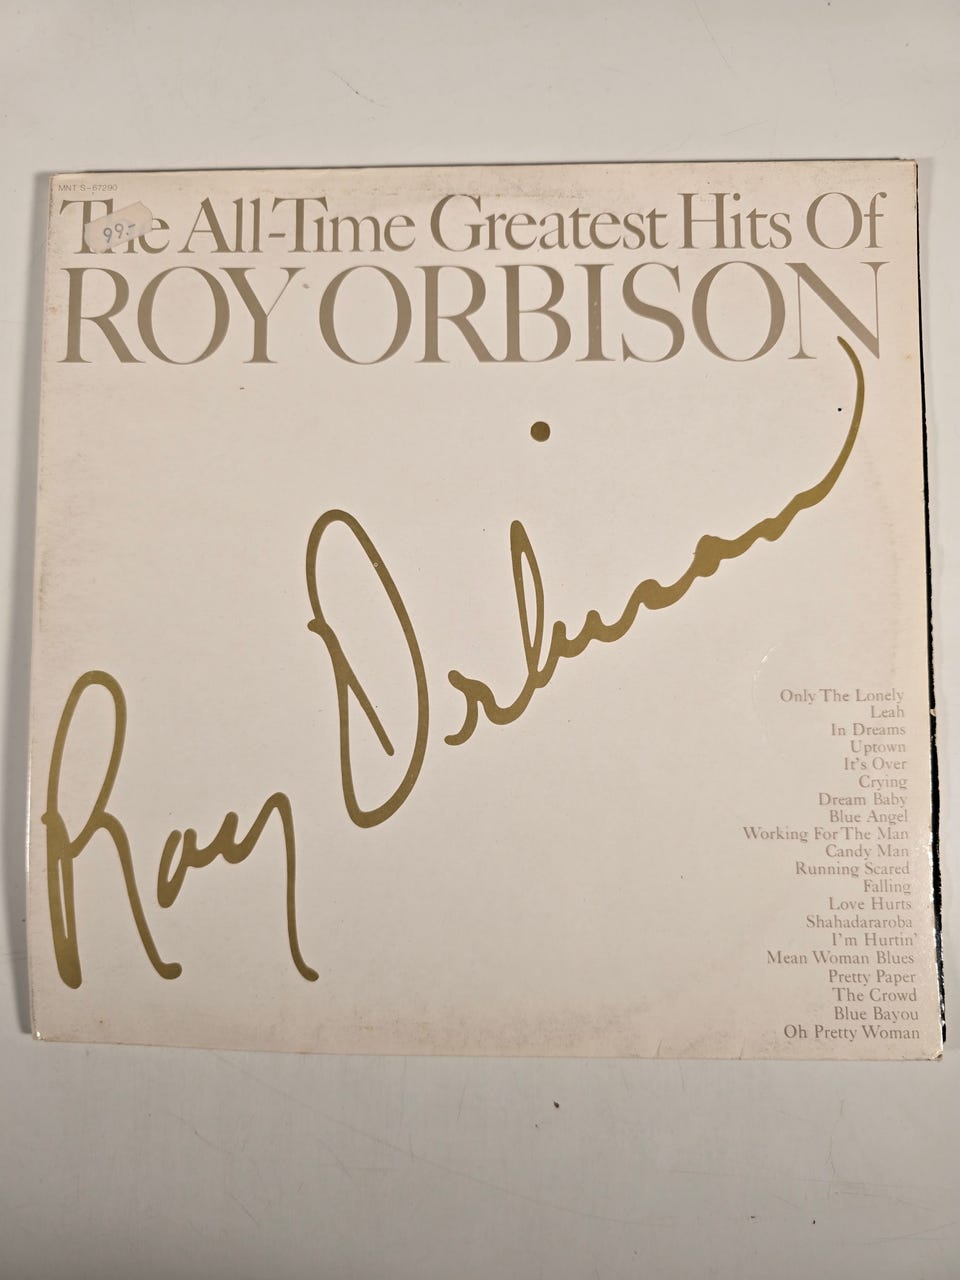 MNT S-67290
The All-Time Greatest Hits Of
99.-
ROY ORBISON
Roy Orbison
Only The Lonely
Leah
In Dreams
Uptown
It's Over
Crying
Dream Baby
Blue Angel
Working For The Man
Candy Man
Running Scared
Falling
Love Hurts
Shahadararoba
I'm Hurtin'
Mean Woman Blues
Pretty Paper
The Crowd
Blue Bayou
Oh Pretty Woman